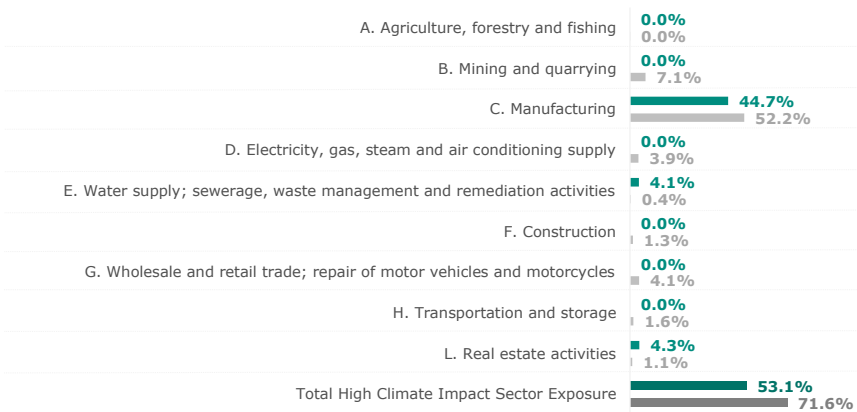 A. Agriculture, forestry and fishing
0.0%
0.0%
B. Mining and quarrying
0.0%
7.1%
C. Manufacturing
44.7%
52.2%
D. Electricity, gas, steam and air conditioning supply
0.0%
3.9%
E. Water supply; sewerage, waste management and remediation activities
4.1%
0.4%
F. Construction
0.0%
1.3%
G. Wholesale and retail trade; repair of motor vehicles and motorcycles
0.0%
4.1%
H. Transportation and storage
0.0%
1.6%
L. Real estate activities
4.3%
1.1%
Total High Climate Impact Sector Exposure
53.1%
71.6%